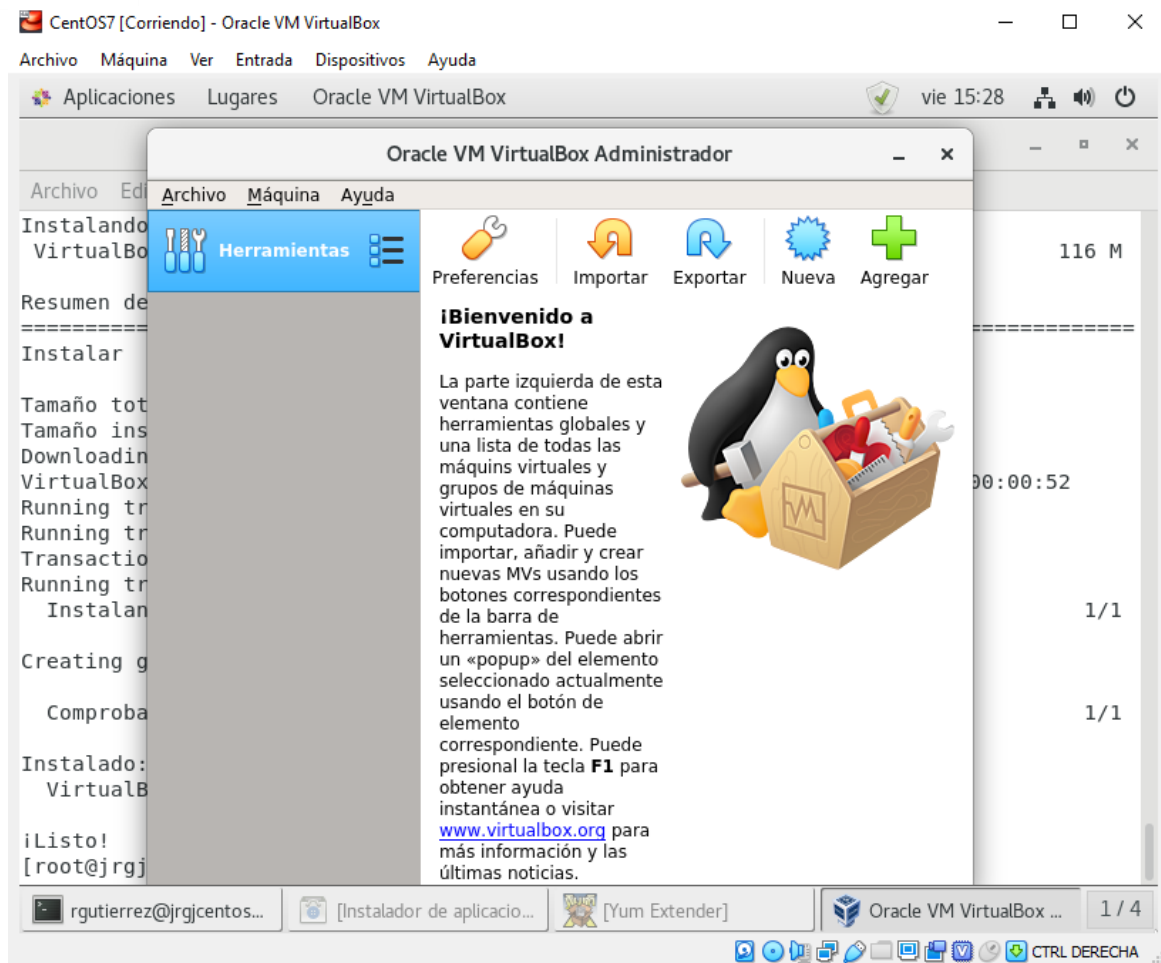 CentOS7 [Corriendo] - Oracle VM VirtualBox
Archivo Máquina Ver Entrada Dispositivos Ayuda
Aplicaciones Lugares Oracle VM VirtualBox vie 15:28
Oracle VM VirtualBox Administrador
Archivo Edi
Archivo Máquina Ayuda
Herramientas
Preferencias Importar Exportar Nueva Agregar
Instalando
VirtualBo 116 M
Resumen de
=========== ==============
Instalar
Tamaño tot
Tamaño ins
Downloadin
VirtualBox 00:00:52
Running tr
Running tr
Transactio
Running tr
Instalan 1/1
Creating g
Comproba 1/1
Instalado:
VirtualB
¡Listo!
[root@jrgj
¡Bienvenido a
VirtualBox!
La parte izquierda de esta
ventana contiene
herramientas globales y
una lista de todas las
máquins virtuales y
grupos de máquinas
virtuales en su
computadora. Puede
importar, añadir y crear
nuevas MVs usando los
botones correspondientes
de la barra de
herramientas. Puede abrir
un «popup» del elemento
seleccionado actualmente
usando el botón de
elemento
correspondiente. Puede
presional la tecla F1 para
obtener ayuda
instantánea o visitar
www.virtualbox.org para
más información y las
últimas noticias.
rgutierrez@jrgjcentos... [Instalador de aplicacio... [Yum Extender] Oracle VM VirtualBox ... 1 / 4
CTRL DERECHA